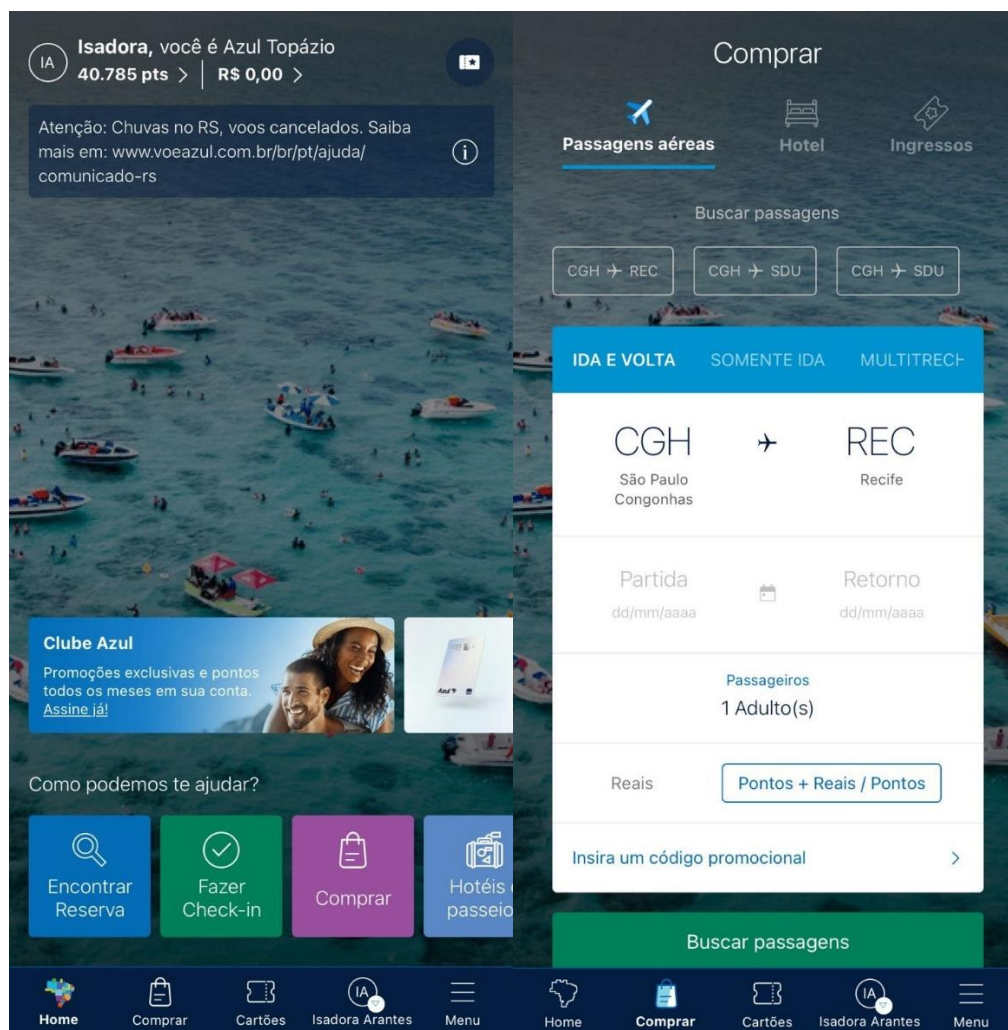 IA
Isadora, você é Azul Topázio
40.785 pts > | R$ 0,00 >
Atenção: Chuvas no RS, voos cancelados. Saiba
mais em: www.voeazul.com.br/br/pt/ajuda/
comunicado-rs
Clube Azul
Promoções exclusivas e pontos
todos os meses em sua conta.
Assine já!
Azul
Como podemos te ajudar?
Encontrar
Reserva
Fazer
Check-in
Comprar
Hotéis
passeio
Home
Comprar
Cartões
IA
Isadora Arantes
Menu
Comprar
Passagens aéreas
Hotel
Ingressos
Buscar passagens
CGH REC
CGH SDU
CGH SDU
IDA E VOLTA
SOMENTE IDA
MULTITRECH
CGH
São Paulo
Congonhas
REC
Recife
Partida
dd/mm/aaaa
Retorno
dd/mm/aaaa
Passageiros
1 Adulto(s)
Reais
Pontos + Reais / Pontos
Insira um código promocional >
Buscar passagens
Home
Comprar
Cartões
IA
Isadora Arantes
Menu